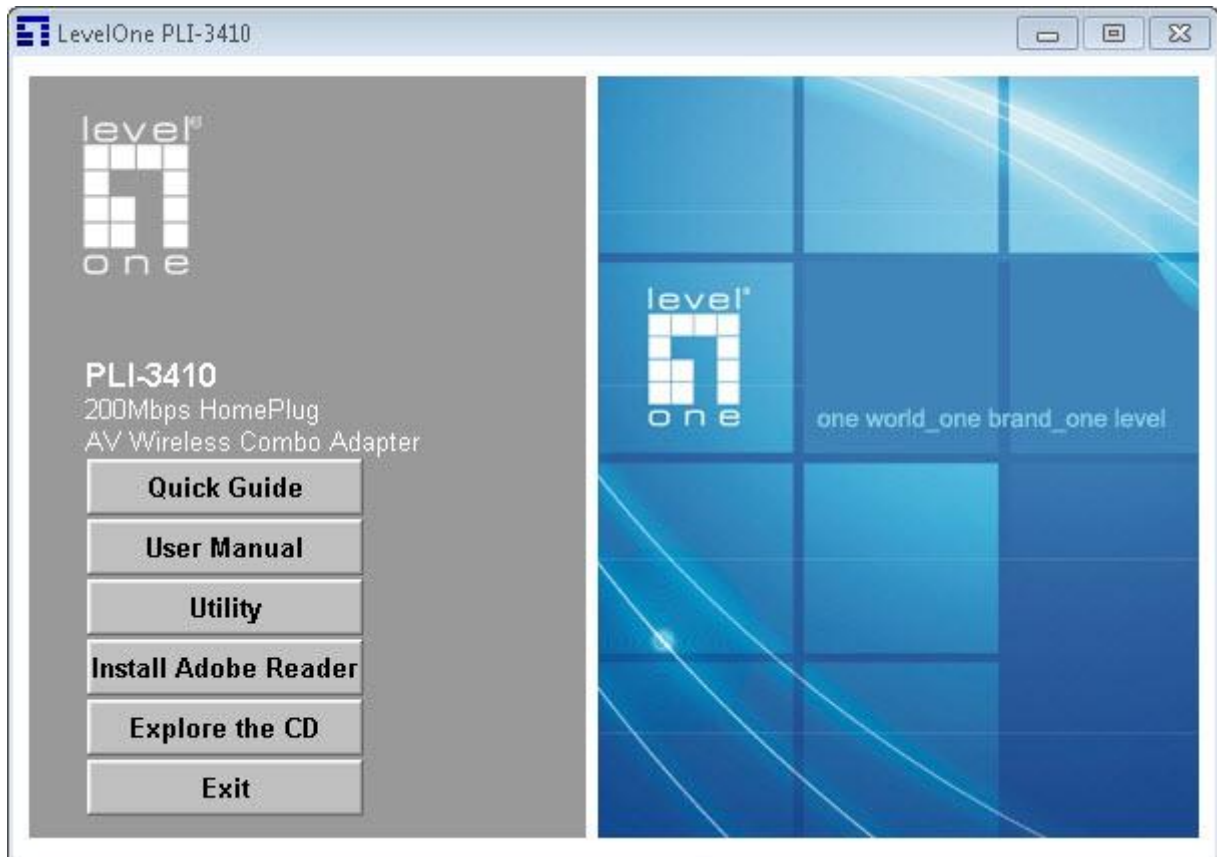 LevelOne PLI-3410
level®
one
PLI-3410
200Mbps HomePlug
AV Wireless Combo Adapter
Quick Guide
User Manual
Utility
Install Adobe Reader
Explore the CD
Exit
level®
one
one world_one brand_one level